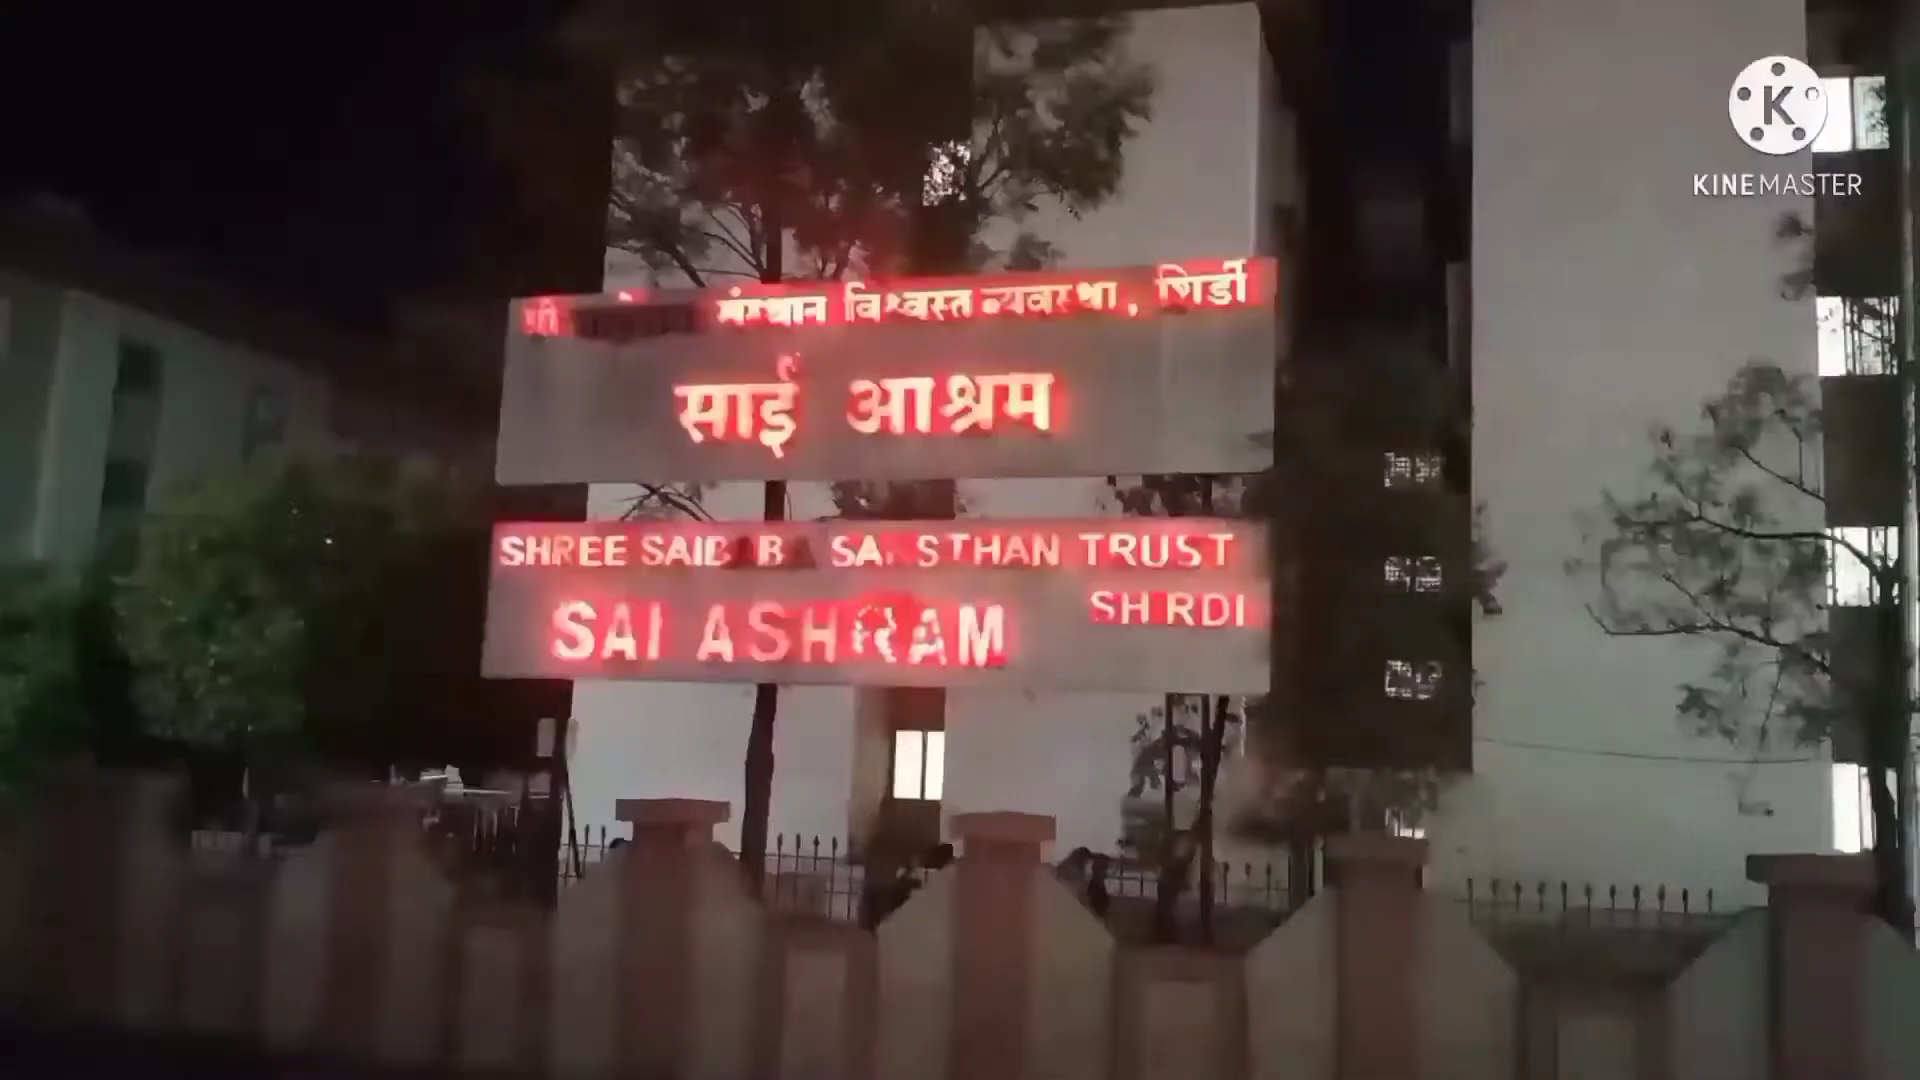 श्री संस्थान विश्वस्त व्यवस्था, शिर्डी
साई आश्रम
SHREE SAIBABA SANSTHAN TRUST
SHIRDI
SAI ASHRAM
K
KINEMASTER